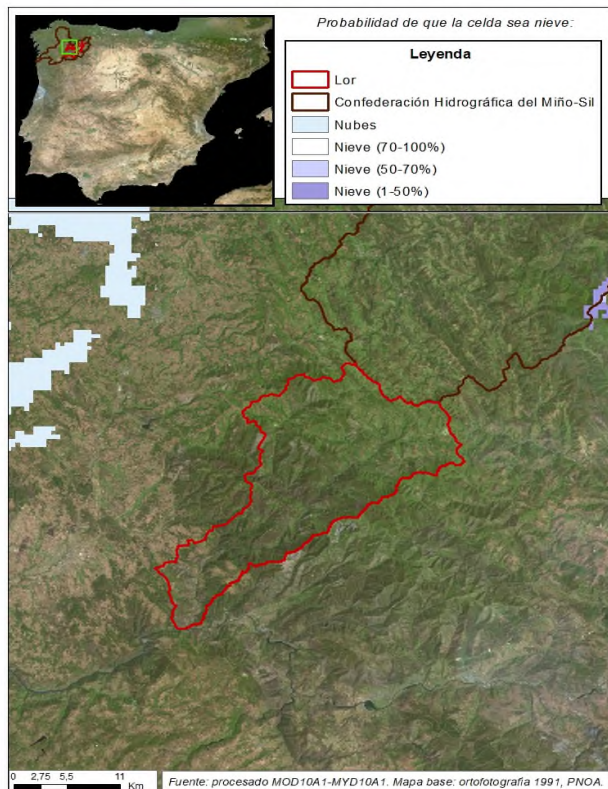 Probabilidad de que la celda sea nieve:
Leyenda
Lor
Confederación Hidrográfica del Miño-Sil
Nubes
Nieve (70-100%)
Nieve (50-70%)
Nieve (1-50%)
0 2,75 5,5 11
Km
Fuente: procesado MOD10A1-MYD10A1. Mapa base: ortofotografía 1991, PNOA.